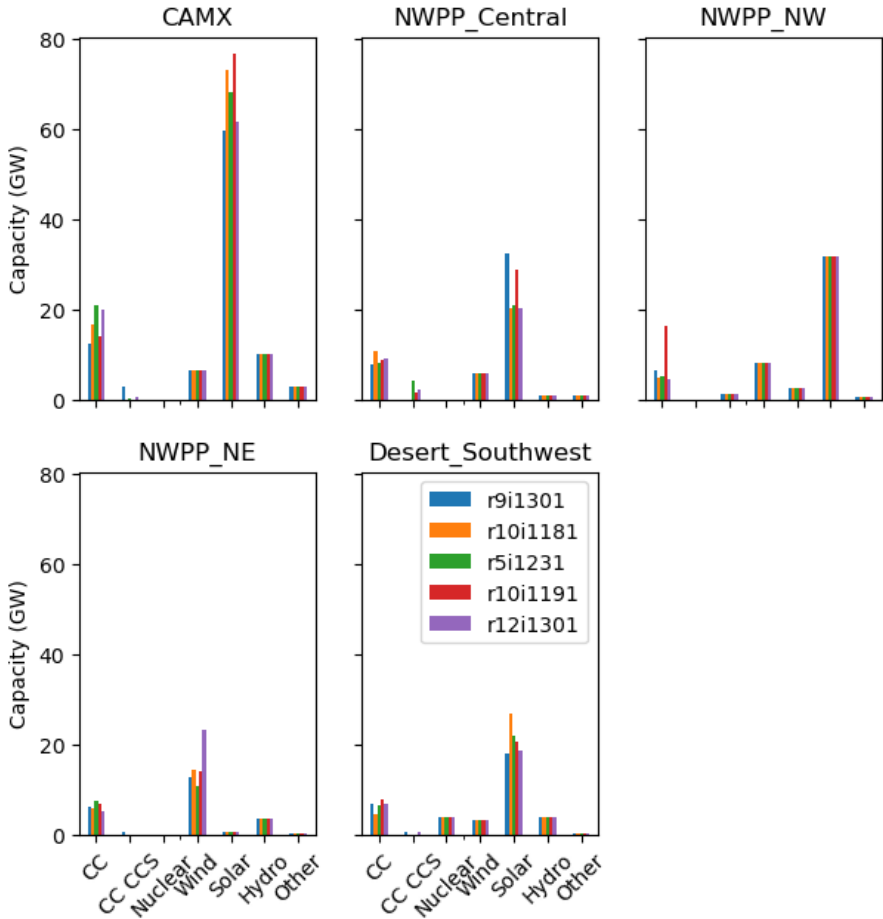 CAMX
NWPP_Central
NWPP_NW
80
60
40
20
0
Capacity (GW)
NWPP_NE
Desert_Southwest
80
60
40
20
0
Capacity (GW)
r9i1301
r10i1181
r5i1231
r10i1191
r12i1301
CC
CC CCS
Nuclear
Wind
Solar
Hydro
Other
CC
CC CCS
Nuclear
Wind
Solar
Hydro
Other